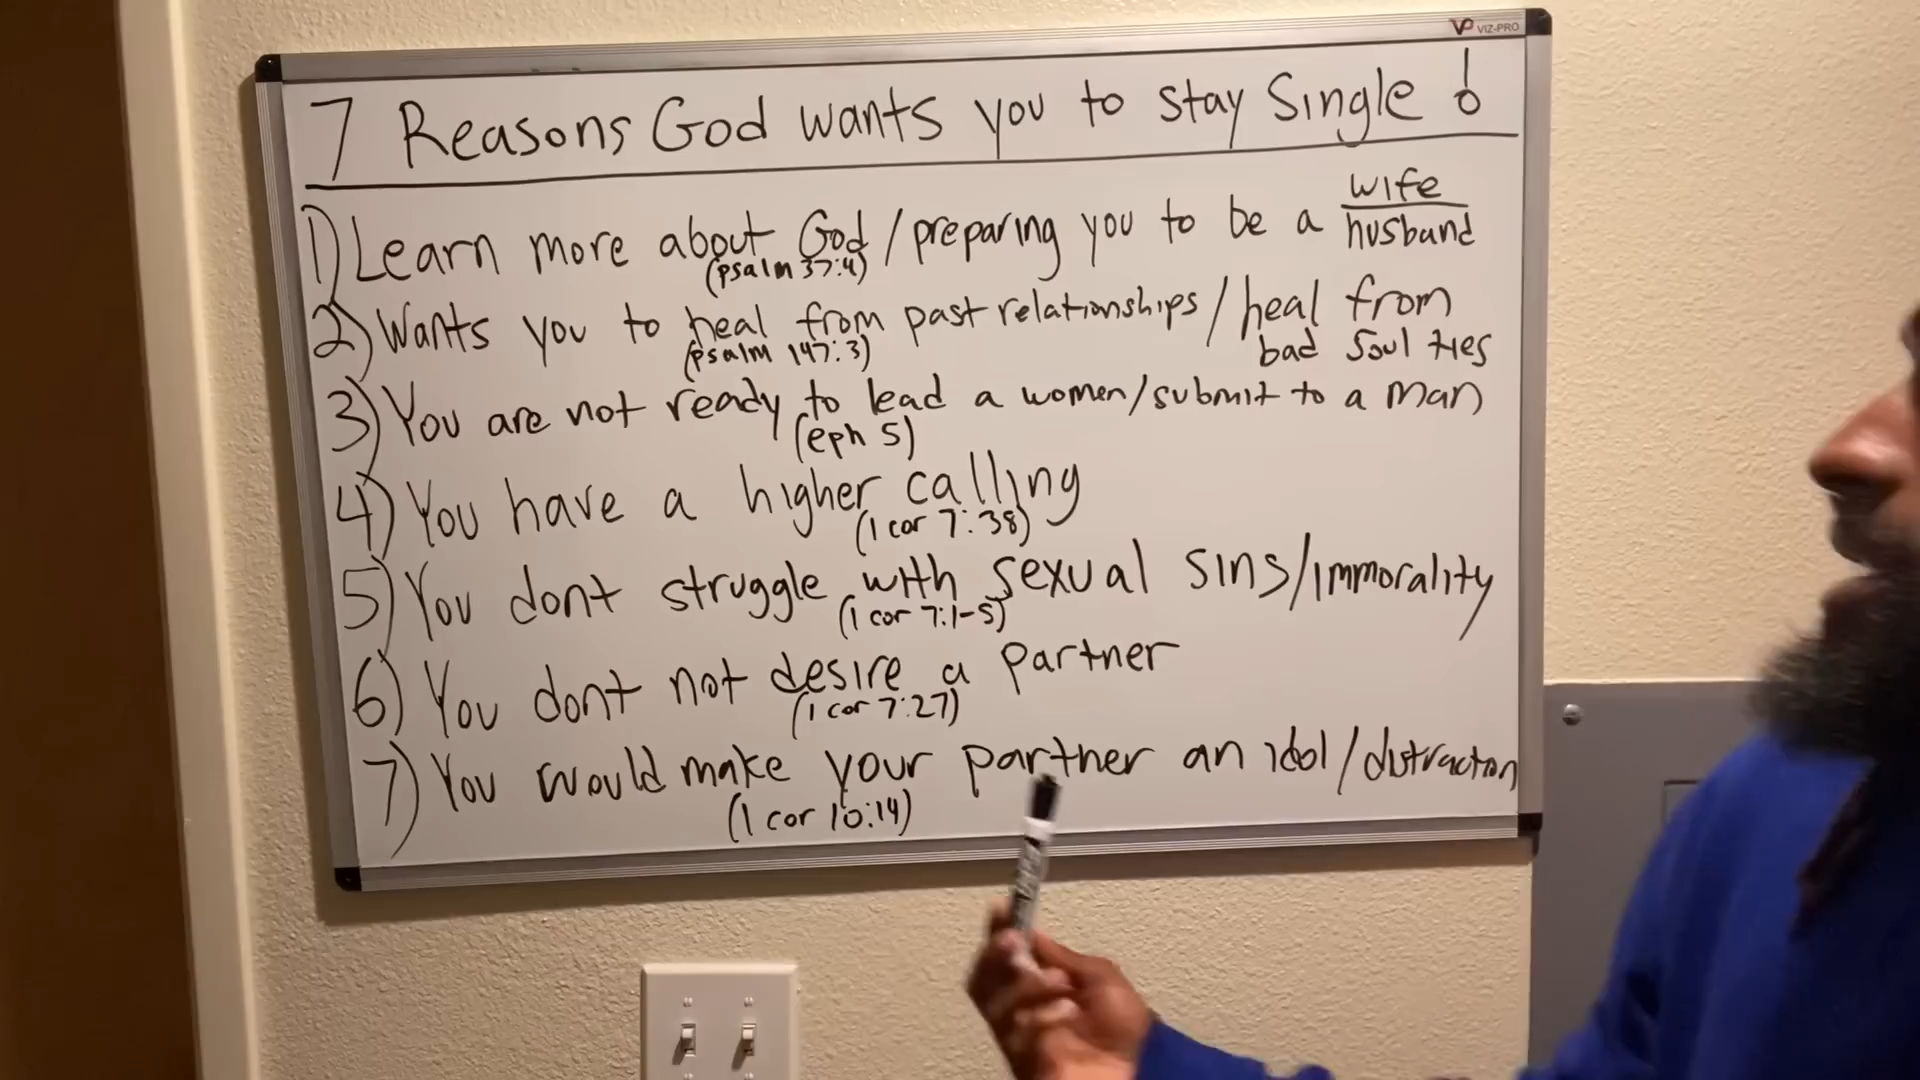 VP VIZ-PRO
7 Reasons God wants you to stay Single !
1) Learn more about God / preparing you to be a wife
husband
(psalm 37:4)
2) Wants you to heal from past relationships / heal from
bad soul ties
(psalm 147:3)
3) You are not ready to lead a women/submit to a man
(eph 5)
4) You have a higher calling
(1 cor 7:38)
5) You dont struggle with sexual sins/immorality
(1 cor 7:1-5)
6) You dont not desire a partner
(1 cor 7:27)
7) You would make your partner an idol/distraction
(1 cor 10:14)